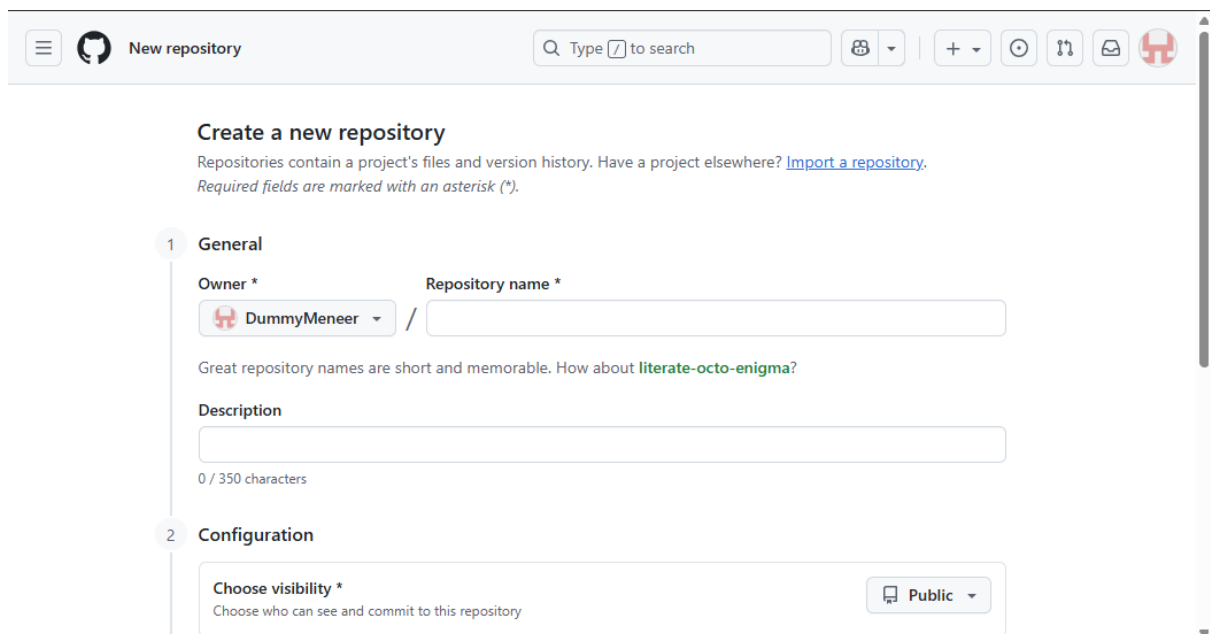 New repository
Type / to search
Create a new repository
Repositories contain a project's files and version history. Have a project elsewhere? Import a repository.
Required fields are marked with an asterisk (*).
1 General
Owner * Repository name *
DummyMeneer /
Great repository names are short and memorable. How about literate-octo-enigma?
Description
0 / 350 characters
2 Configuration
Choose visibility *
Public
Choose who can see and commit to this repository